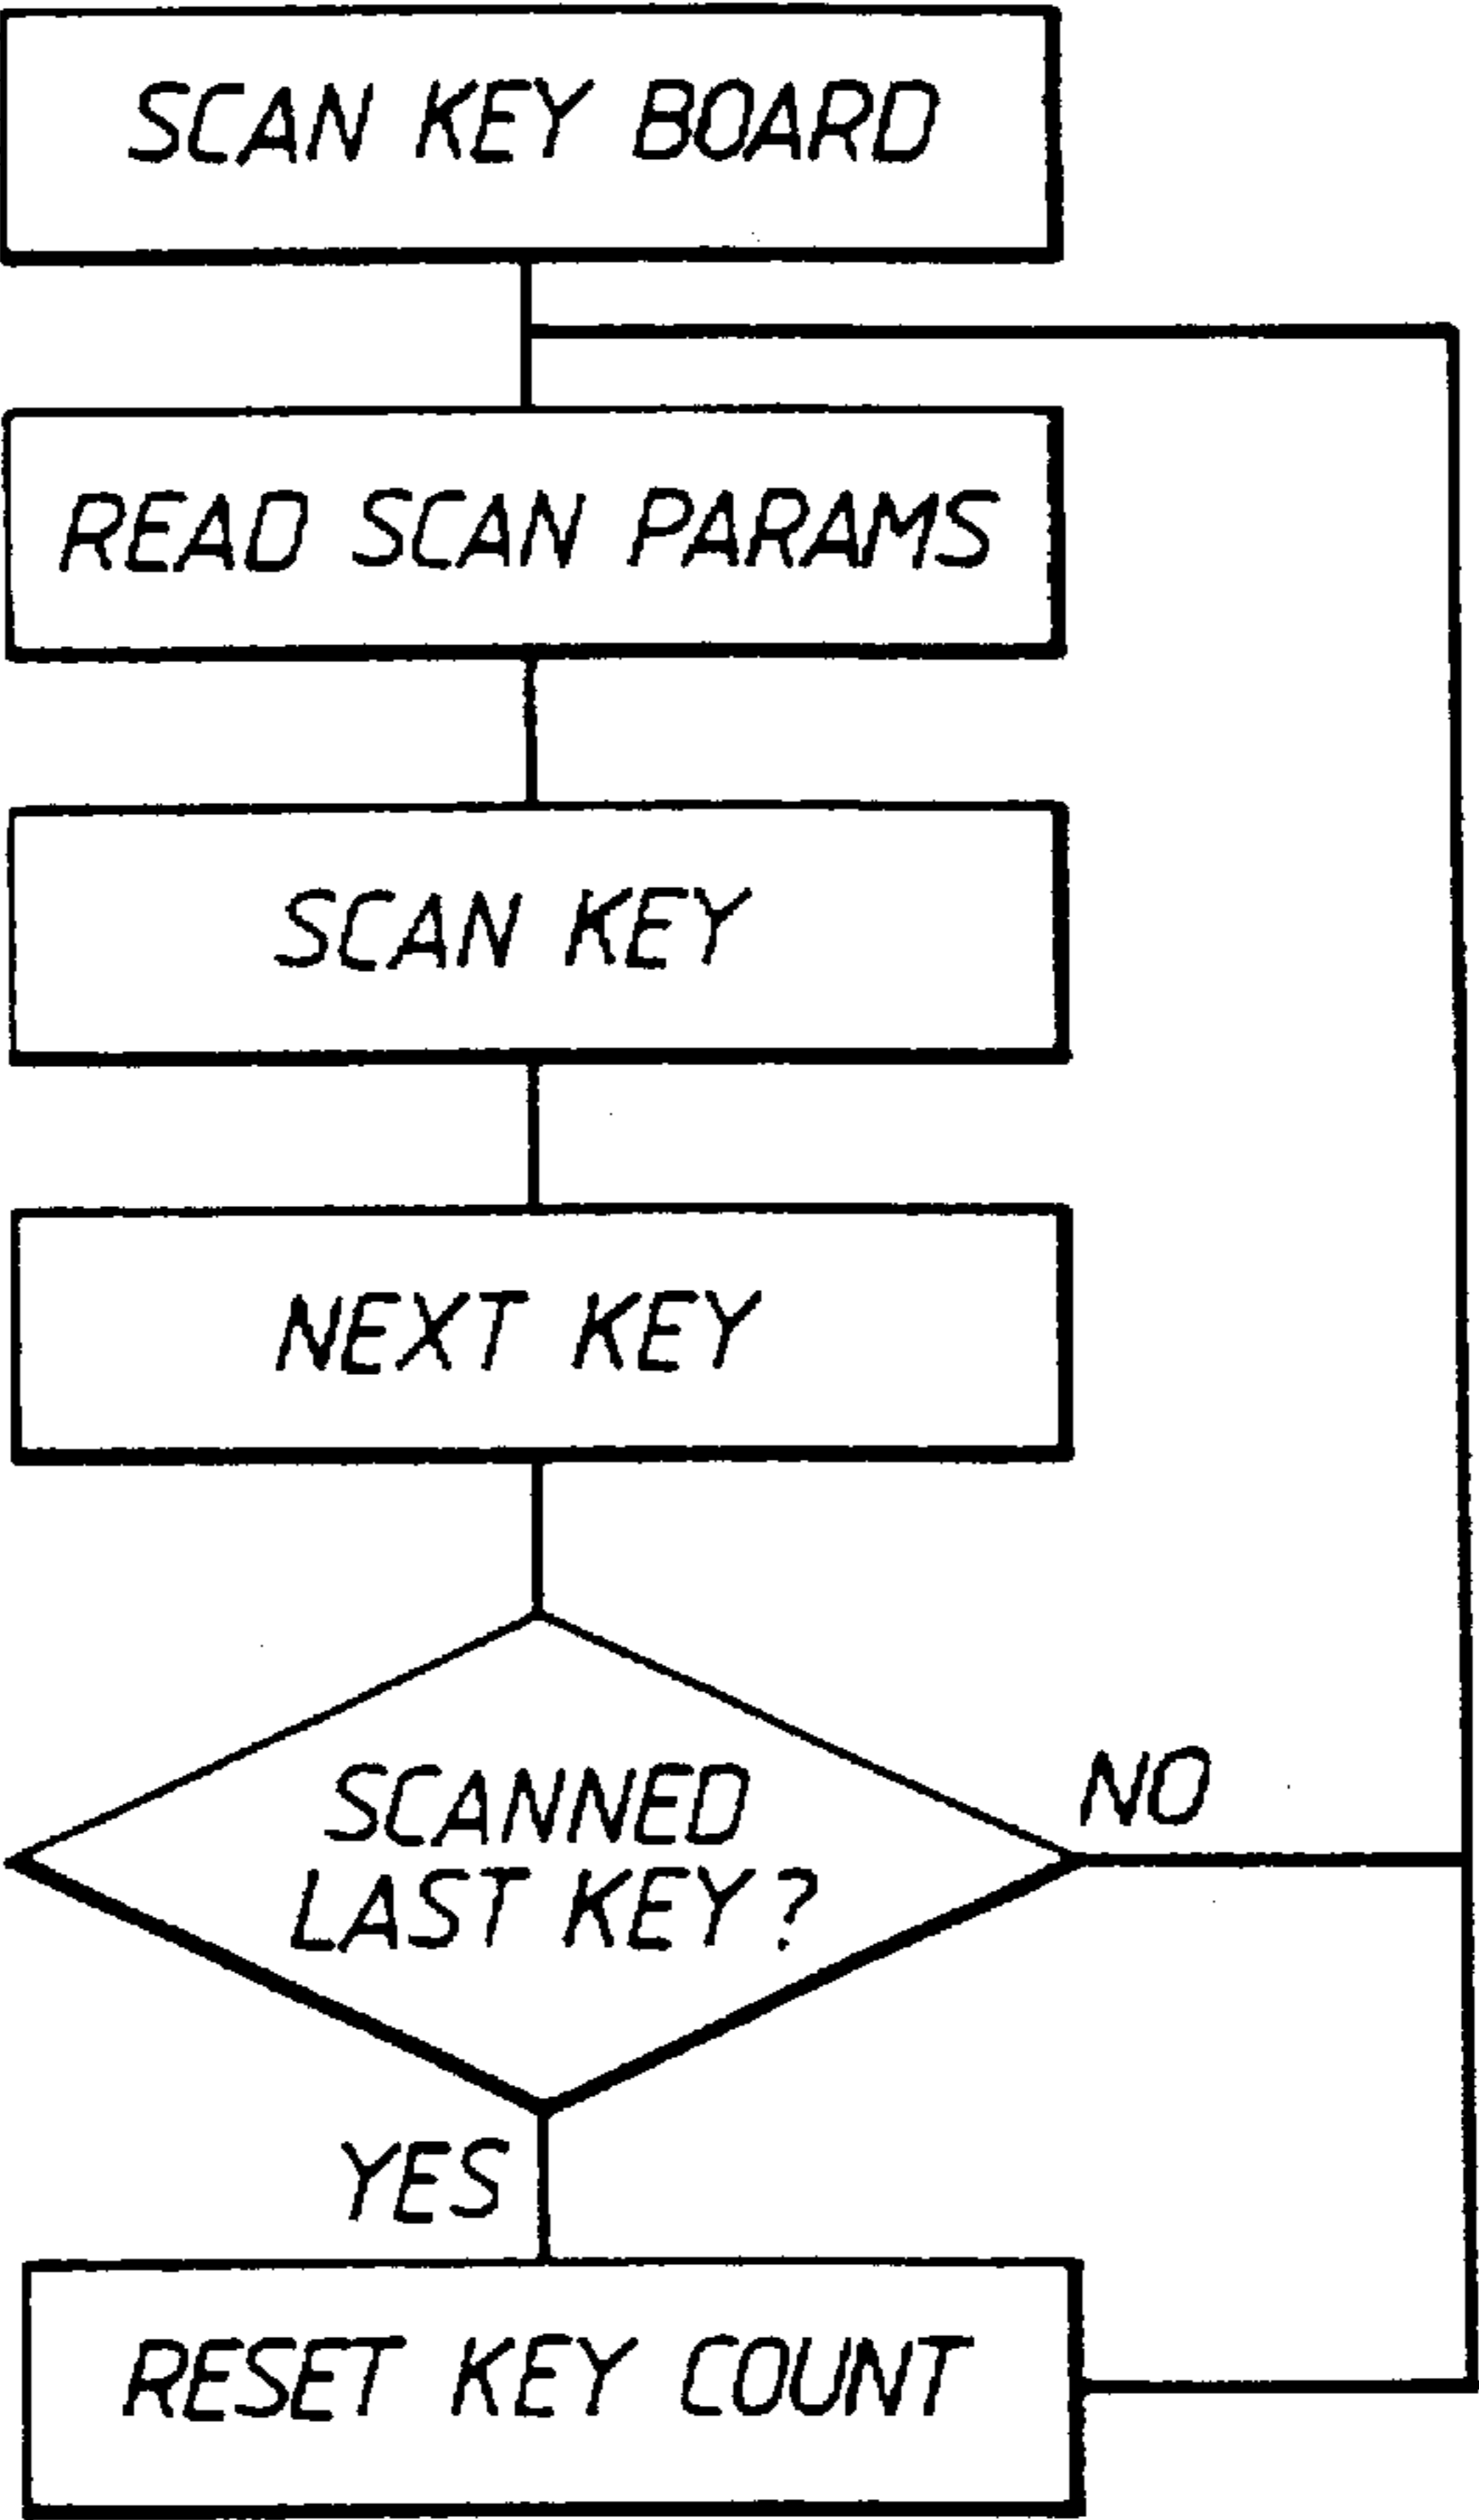 SCAN KEY BOARD
READ SCAN PARAMS
SCAN KEY
NEXT KEY
SCANNED
LAST KEY?
NO
YES
RESET KEY COUNT